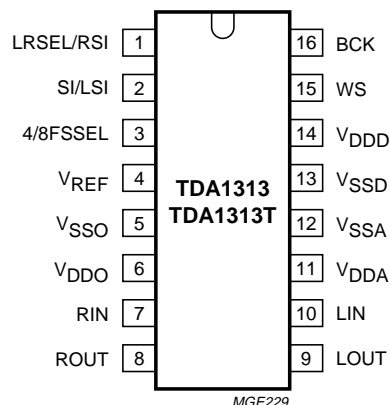 LRSEL/RSI 1 16 BCK
SI/LSI 2 15 WS
4/8FSSEL 3 14 VDDD
VREF 4 TDA1313 13 VSSD
VSSO 5 TDA1313T 12 VSSA
VDDO 6 11 VDDA
RIN 7 10 LIN
ROUT 8 9 LOUT
MGE229